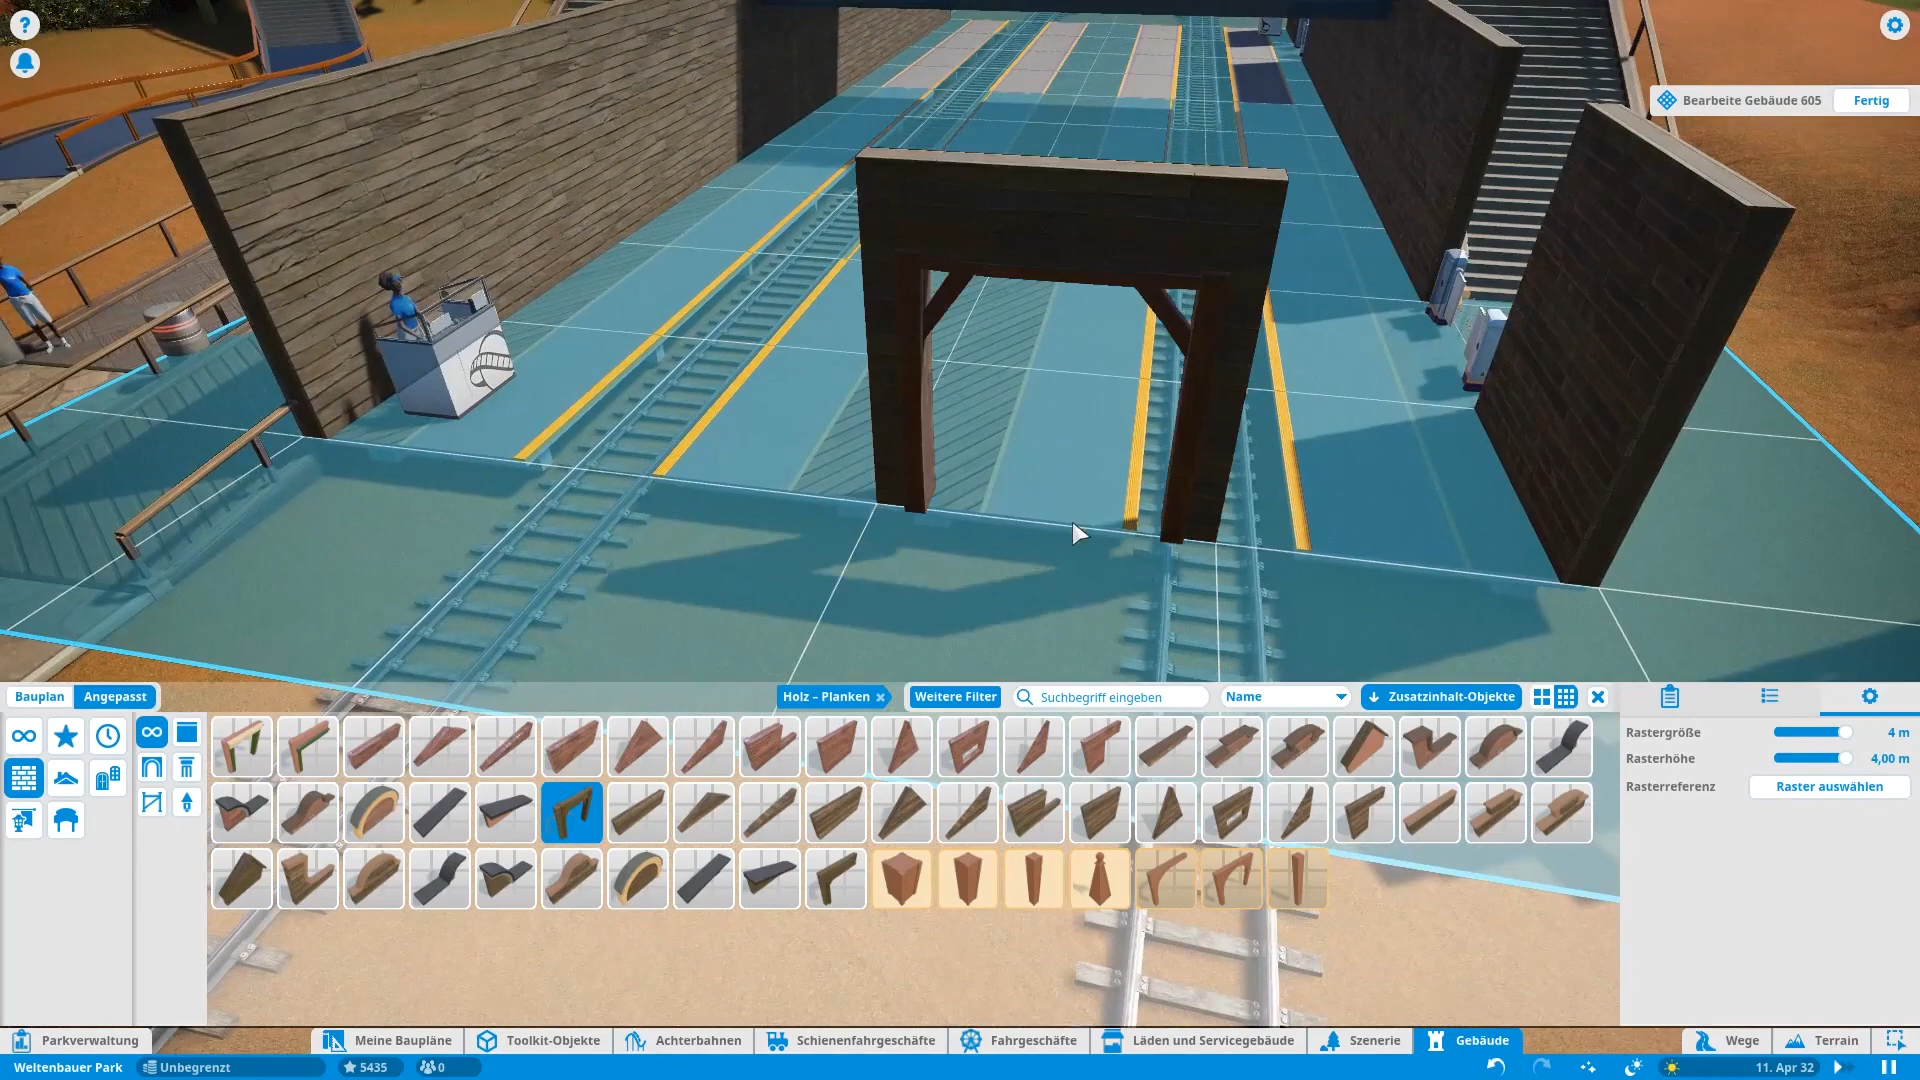 ?
Bearbeite Gebäude 605 Fertig
Bauplan Angepasst Holz – Planken × Weitere Filter Suchbegriff eingeben Name Zusatzinhalt-Objekte
Rastergröße 4 m
Rasterhöhe 4,00 m
Rasterreferenz Raster auswählen
Parkverwaltung Meine Baupläne Toolkit-Objekte Achterbahnen Schienenfahrgeschäfte Fahrgeschäfte Läden und Servicegebäude Szenerie Gebäude Wege Terrain
Weltenbauer Park Unbegrenzt 5435 0 11. Apr 32